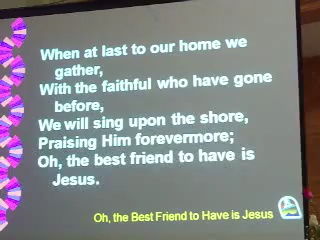 When at last to our home we
gather,
With the faithful who have gone
before,
We will sing upon the shore,
Praising Him forevermore;
Oh, the best friend to have is
Jesus.
Oh, the Best Friend to Have is Jesus